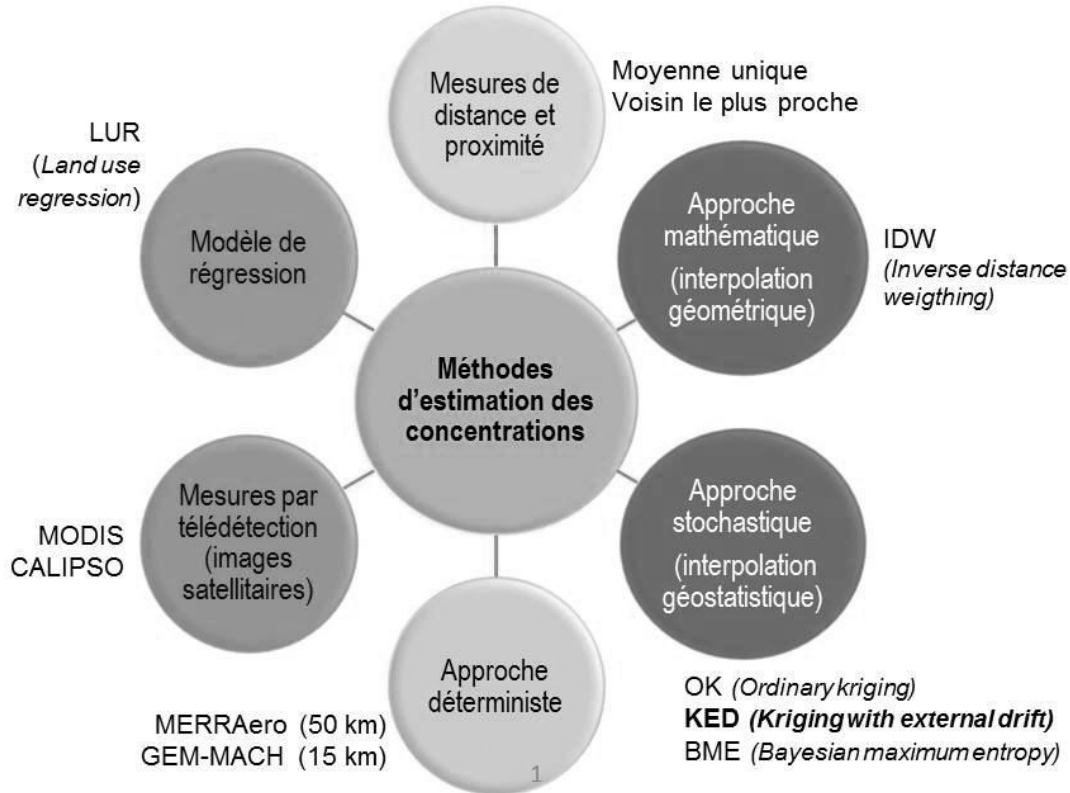 Mesures de
distance et
proximité
Moyenne unique
Voisin le plus proche
LUR
(Land use
regression)
Modèle de
régression
Approche
mathématique
(interpolation
géométrique)
IDW
(Inverse distance
weigthing)
Méthodes
d'estimation des
concentrations
Mesures par
télédétection
(images
satellitaires)
MODIS
CALIPSO
Approche
stochastique
(interpolation
géostatistique)
OK (Ordinary kriging)
KED (Kriging with external drift)
BME (Bayesian maximum entropy)
Approche
déterministe
MERRAero (50 km)
GEM-MACH (15 km)
1